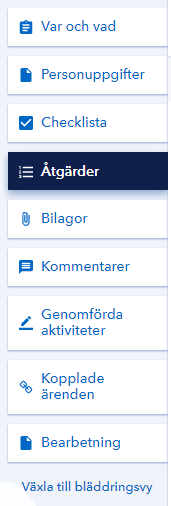 Var och vad
Personuppgifter
Checklista
Åtgärder
Bilagor
Kommentarer
Genomförda
aktiviteter
Kopplade
ärenden
Bearbetning
Växla till bläddringsvy